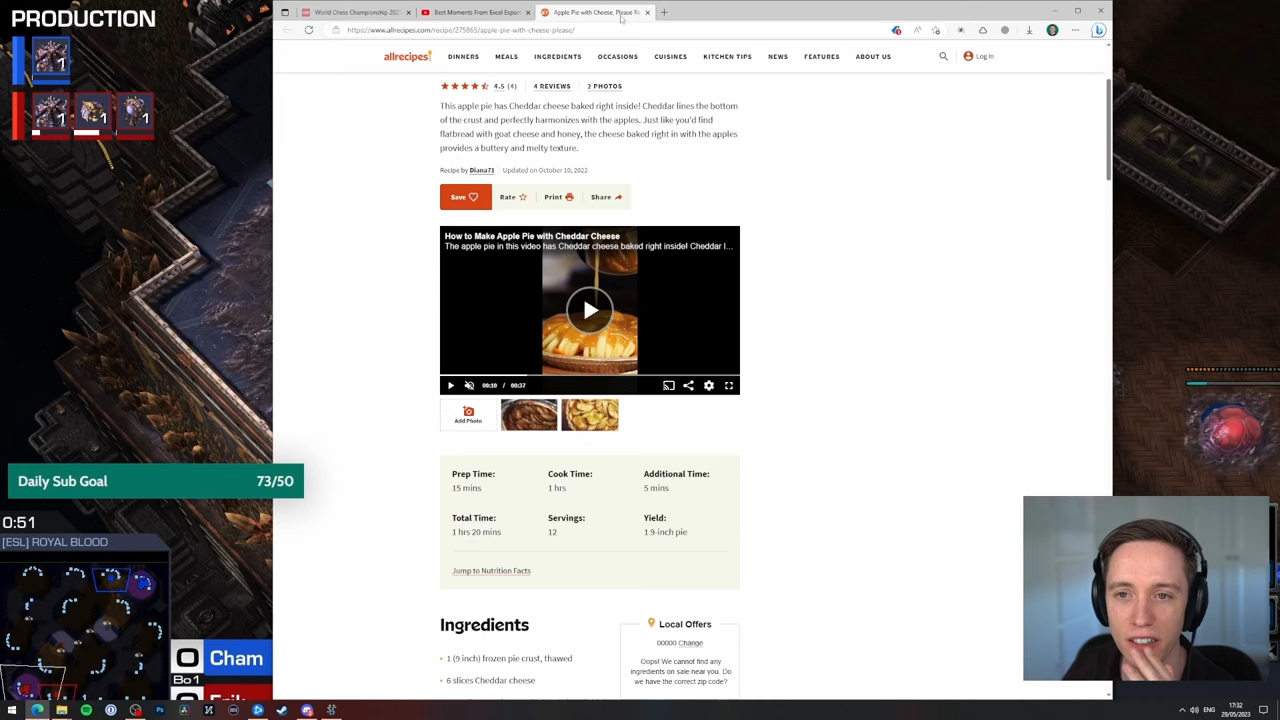 PRODUCTION
1
1
1
1
Daily Sub Goal 73/50
0:51
[ESL] ROYAL BLOOD
0 Cham
Bo1
World Chess Championship 2023
Best Moments From Excel Esport
Apple Pie with Cheese, Please Re
https://www.allrecipes.com/recipe/275865/apple-pie-with-cheese-please/
allrecipes!
DINNERS MEALS INGREDIENTS OCCASIONS CUISINES KITCHEN TIPS NEWS FEATURES ABOUT US
Log In
4.5 (4) 4 REVIEWS 2 PHOTOS
This apple pie has Cheddar cheese baked right inside! Cheddar lines the bottom
of the crust and perfectly harmonizes with the apples. Just like you'd find
flatbread with goat cheese and honey, the cheese baked right in with the apples
provides a buttery and melty texture.
Recipe by Diana71 Updated on October 10, 2022
Save Rate Print Share
How to Make Apple Pie with Cheddar Cheese
The apple pie in this video has Cheddar cheese baked right inside! Cheddar l...
00:10 / 00:37
Add Photo
Prep Time: Cook Time: Additional Time:
15 mins 1 hrs 5 mins
Total Time: Servings: Yield:
1 hrs 20 mins 12 1 9-inch pie
Jump to Nutrition Facts
Ingredients
1 (9 inch) frozen pie crust, thawed
6 slices Cheddar cheese
Local Offers
00000 Change
Oops! We cannot find any
ingredients on sale near you. Do
we have the correct zip code?
ENG
17:32
29/05/2023